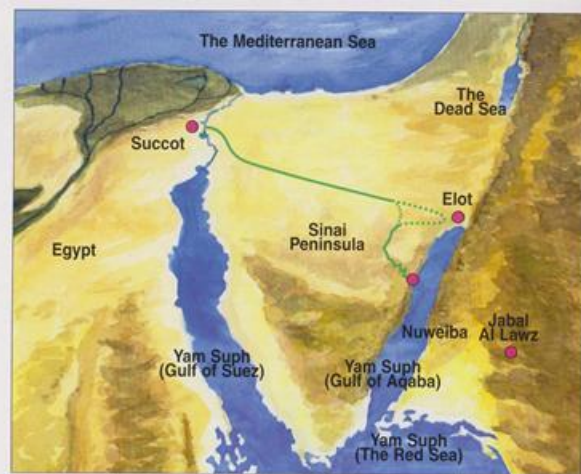 The Mediterranean Sea
The
Dead Sea
Succot
Elot
Sinai
Peninsula
Egypt
Nuweiba
Jabal
Al Lawz
Yam Suph
(Gulf of Suez)
Yam Suph
(Gulf of Aqaba)
Yam Suph
(The Red Sea)